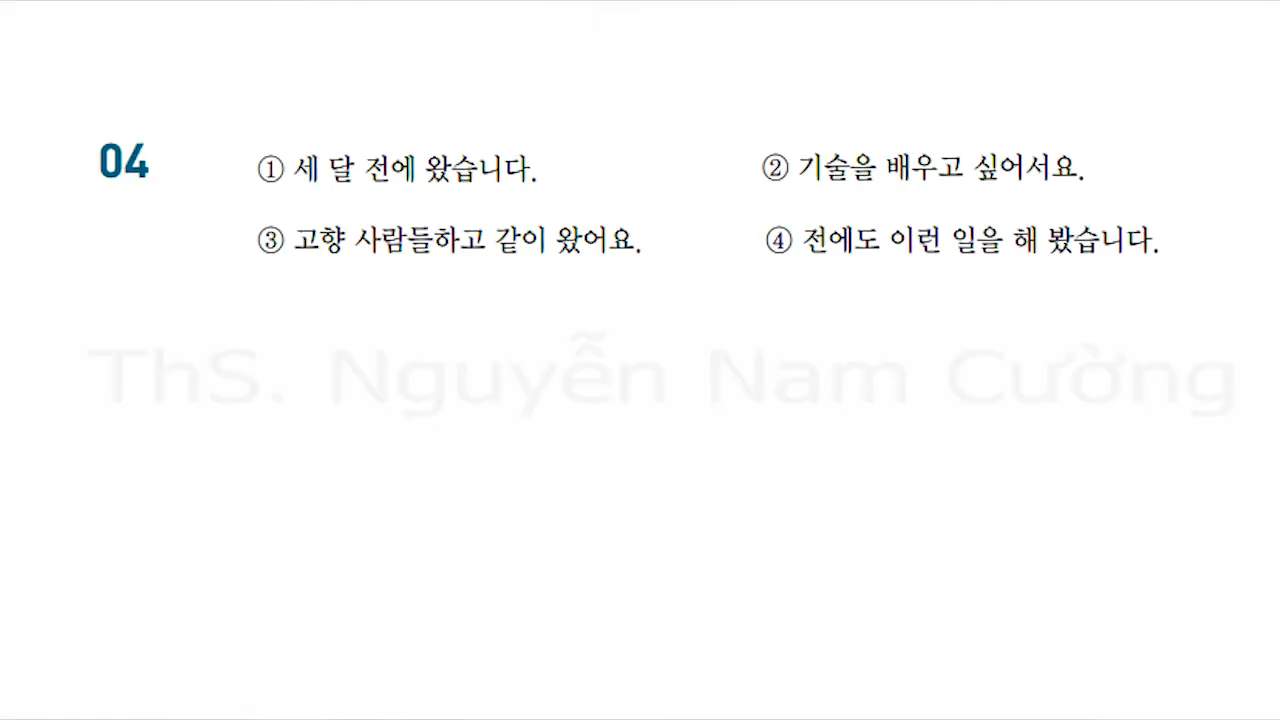 04 ① 세 달 전에 왔습니다. ② 기술을 배우고 싶어서요.
③ 고향 사람들하고 같이 왔어요. ④ 전에도 이런 일을 해 봤습니다.
ThS. Nguyễn Nam Cường